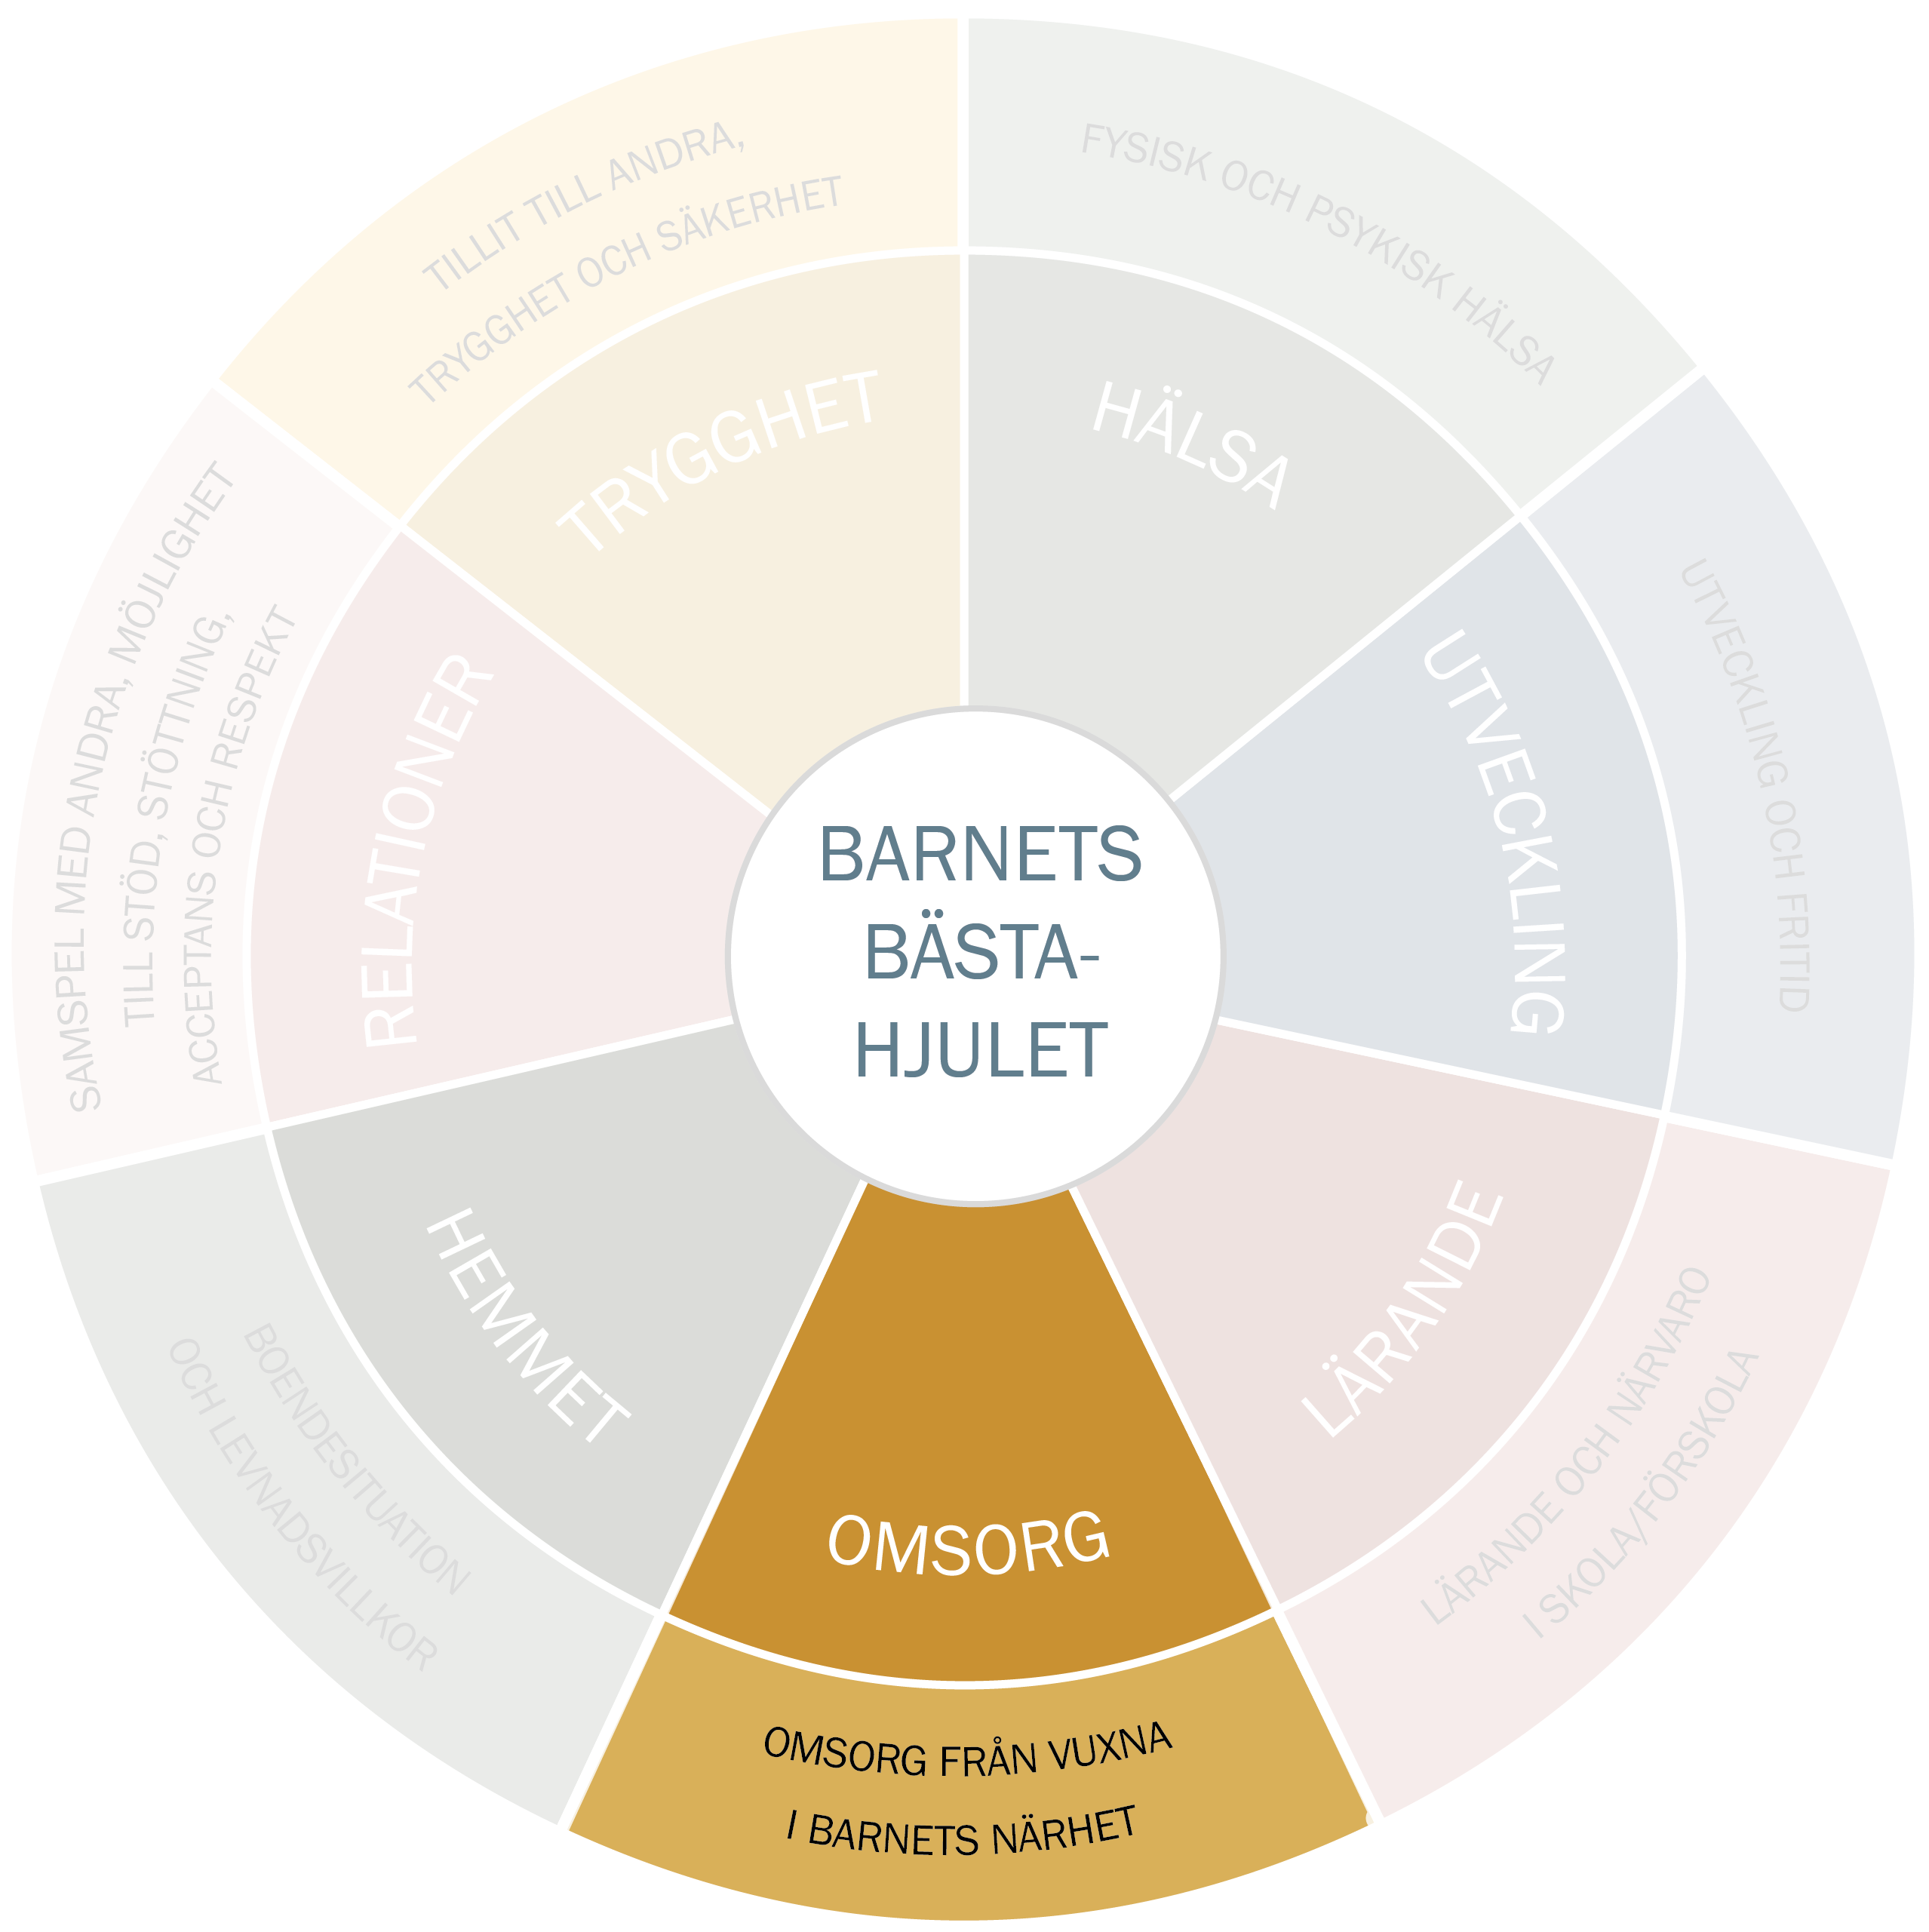 BARNETS
BÄSTA-
HJULET
HÄLSA
FYSISK OCH PSYKISK HÄLSA
UTVECKLING
UTVECKLING OCH FRITID
LÄRANDE
LÄRANDE OCH NÄRVARO
I SKOLA/FÖRSKOLA
OMSORG
OMSORG FRÅN VUXNA
I BARNETS NÄRHET
HEMMET
BOENDESITUATION
OCH LEVNADSVILLKOR
RELATIONER
SAMSPEL MED ANDRA, MÖJLIGHET
TILL STÖD, STÖTTNING,
ACCEPTANS OCH RESPEKT
TRYGGHET
TILLIT TILL ANDRA,
TRYGGHET OCH SÄKERHET